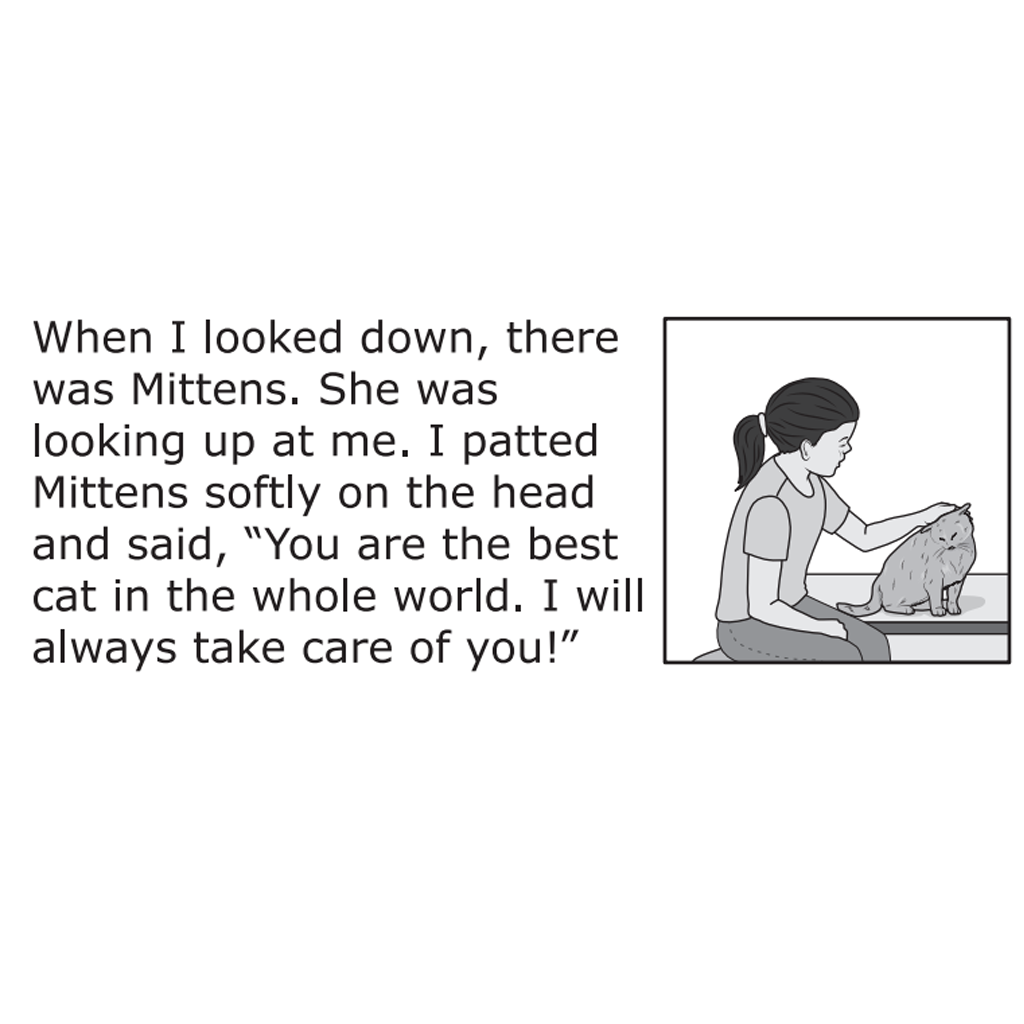 When I looked down, there
was Mittens. She was
looking up at me. I patted
Mittens softly on the head
and said, “You are the best
cat in the whole world. I will
always take care of you!”